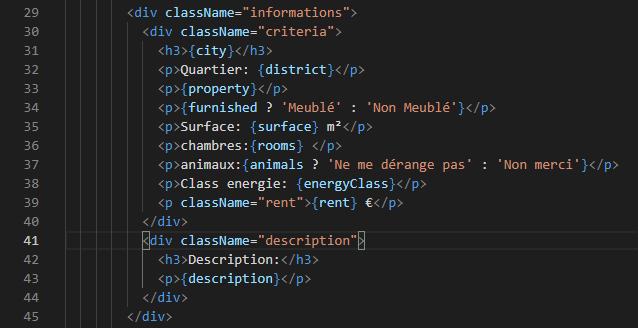 29 <div className="informations">
30 <div className="criteria">
31 <h3>{city}</h3>
32 <p>Quartier: {district}</p>
33 <p>{property}</p>
34 <p>{furnished ? 'Meublé' : 'Non Meublé'}</p>
35 <p>Surface: {surface} m²</p>
36 <p>chambres:{rooms} </p>
37 <p>animaux:{animals ? 'Ne me dérange pas' : 'Non merci'}</p>
38 <p>Class energie: {energyClass}</p>
39 <p className="rent">{rent} €</p>
40 </div>
41 <div className="description">
42 <h3>Description:</h3>
43 <p>{description}</p>
44 </div>
45 </div>